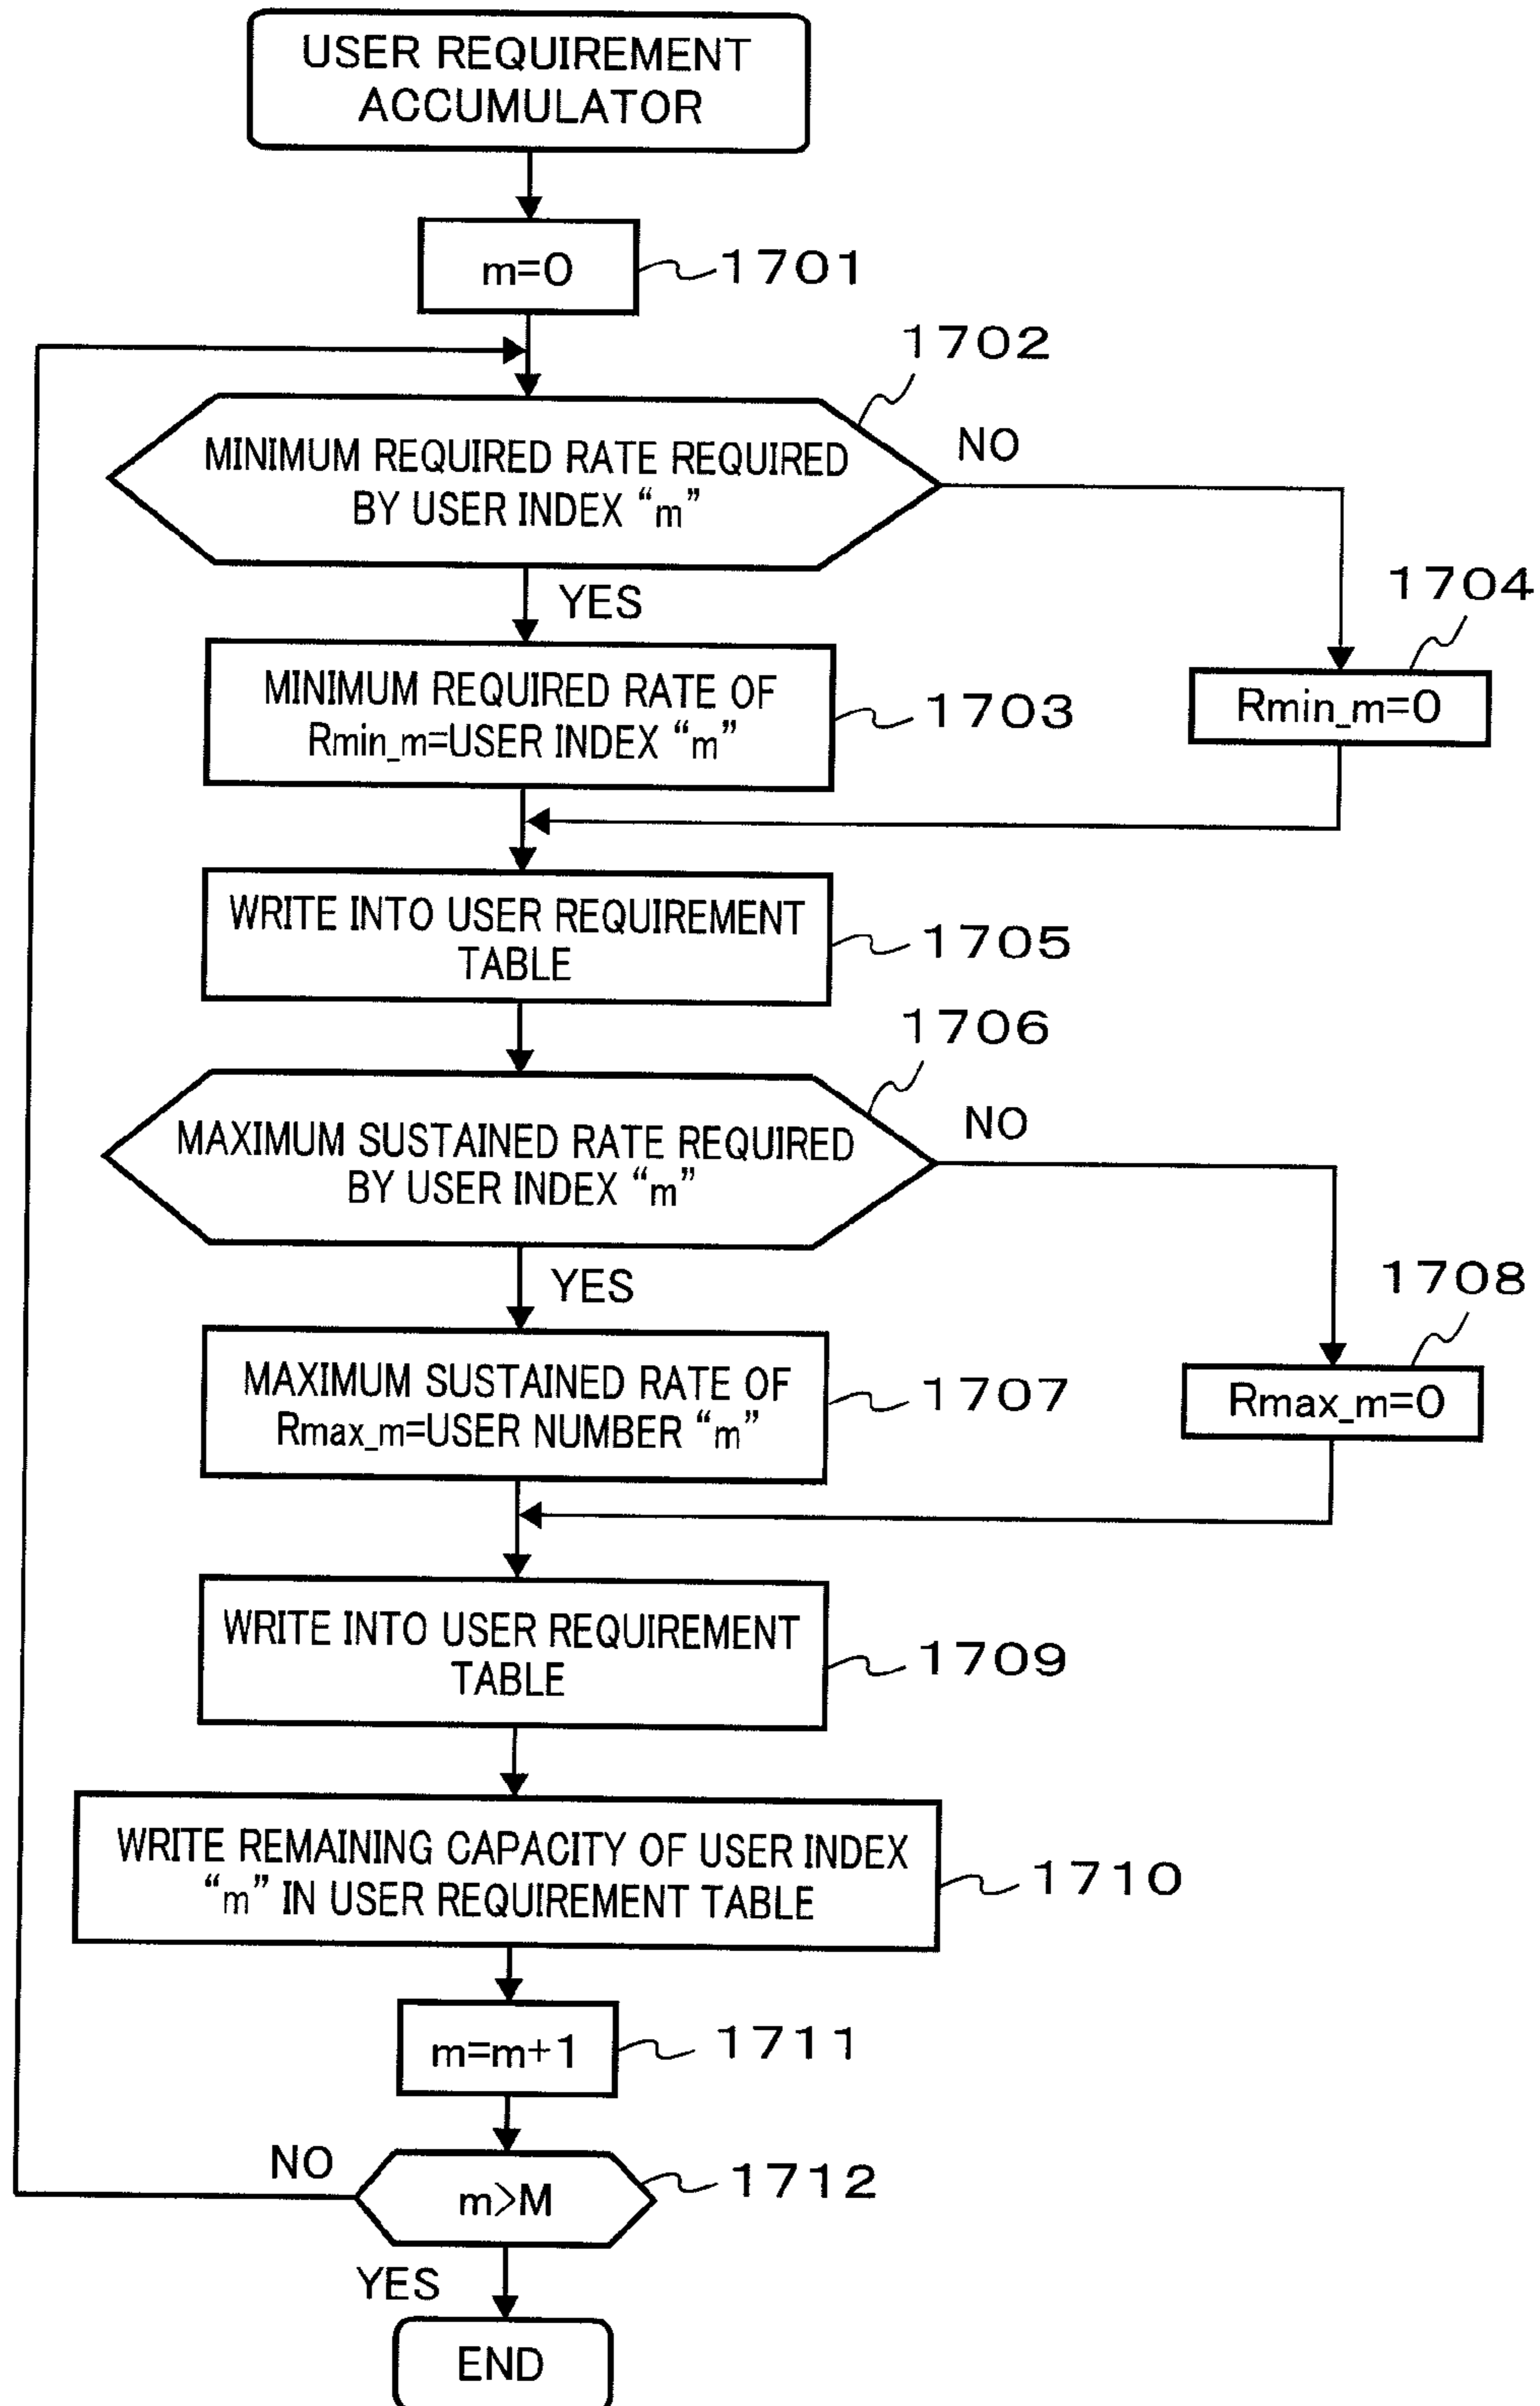 USER REQUIREMENT
ACCUMULATOR
m=0
1701
1702
MINIMUM REQUIRED RATE REQUIRED
BY USER INDEX “m”
NO
YES
1704
MINIMUM REQUIRED RATE OF
Rmin_m=USER INDEX “m”
1703
Rmin_m=0
WRITE INTO USER REQUIREMENT
TABLE
1705
1706
MAXIMUM SUSTAINED RATE REQUIRED
BY USER INDEX “m”
NO
YES
1708
MAXIMUM SUSTAINED RATE OF
Rmax_m=USER NUMBER “m”
1707
Rmax_m=0
WRITE INTO USER REQUIREMENT
TABLE
1709
WRITE REMAINING CAPACITY OF USER INDEX
“m” IN USER REQUIREMENT TABLE
1710
m=m+1
1711
NO
m>M
1712
YES
END